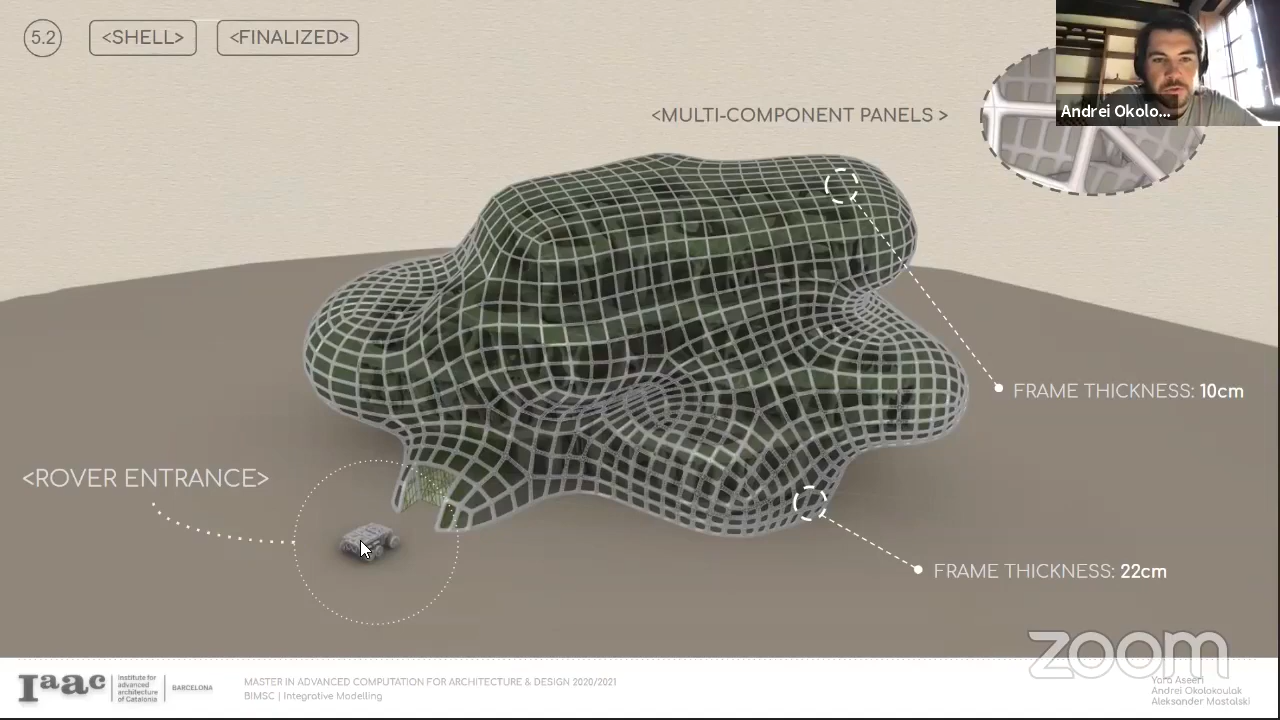 5.2
<SHELL>
<FINALIZED>
Andrei Okolo...
<MULTI-COMPONENT PANELS >
FRAME THICKNESS: 10cm
<ROVER ENTRANCE>
FRAME THICKNESS: 22cm
zoom
Iaac
Institute for
advanced
architecture
of Catalonia
BARCELONA
MASTER IN ADVANCED COMPUTATION FOR ARCHITECTURE & DESIGN 2020/2021
BIMSC | Integrative Modelling
Yara Aseeri
Andrei Okolokoulak
Aleksander Mastalski